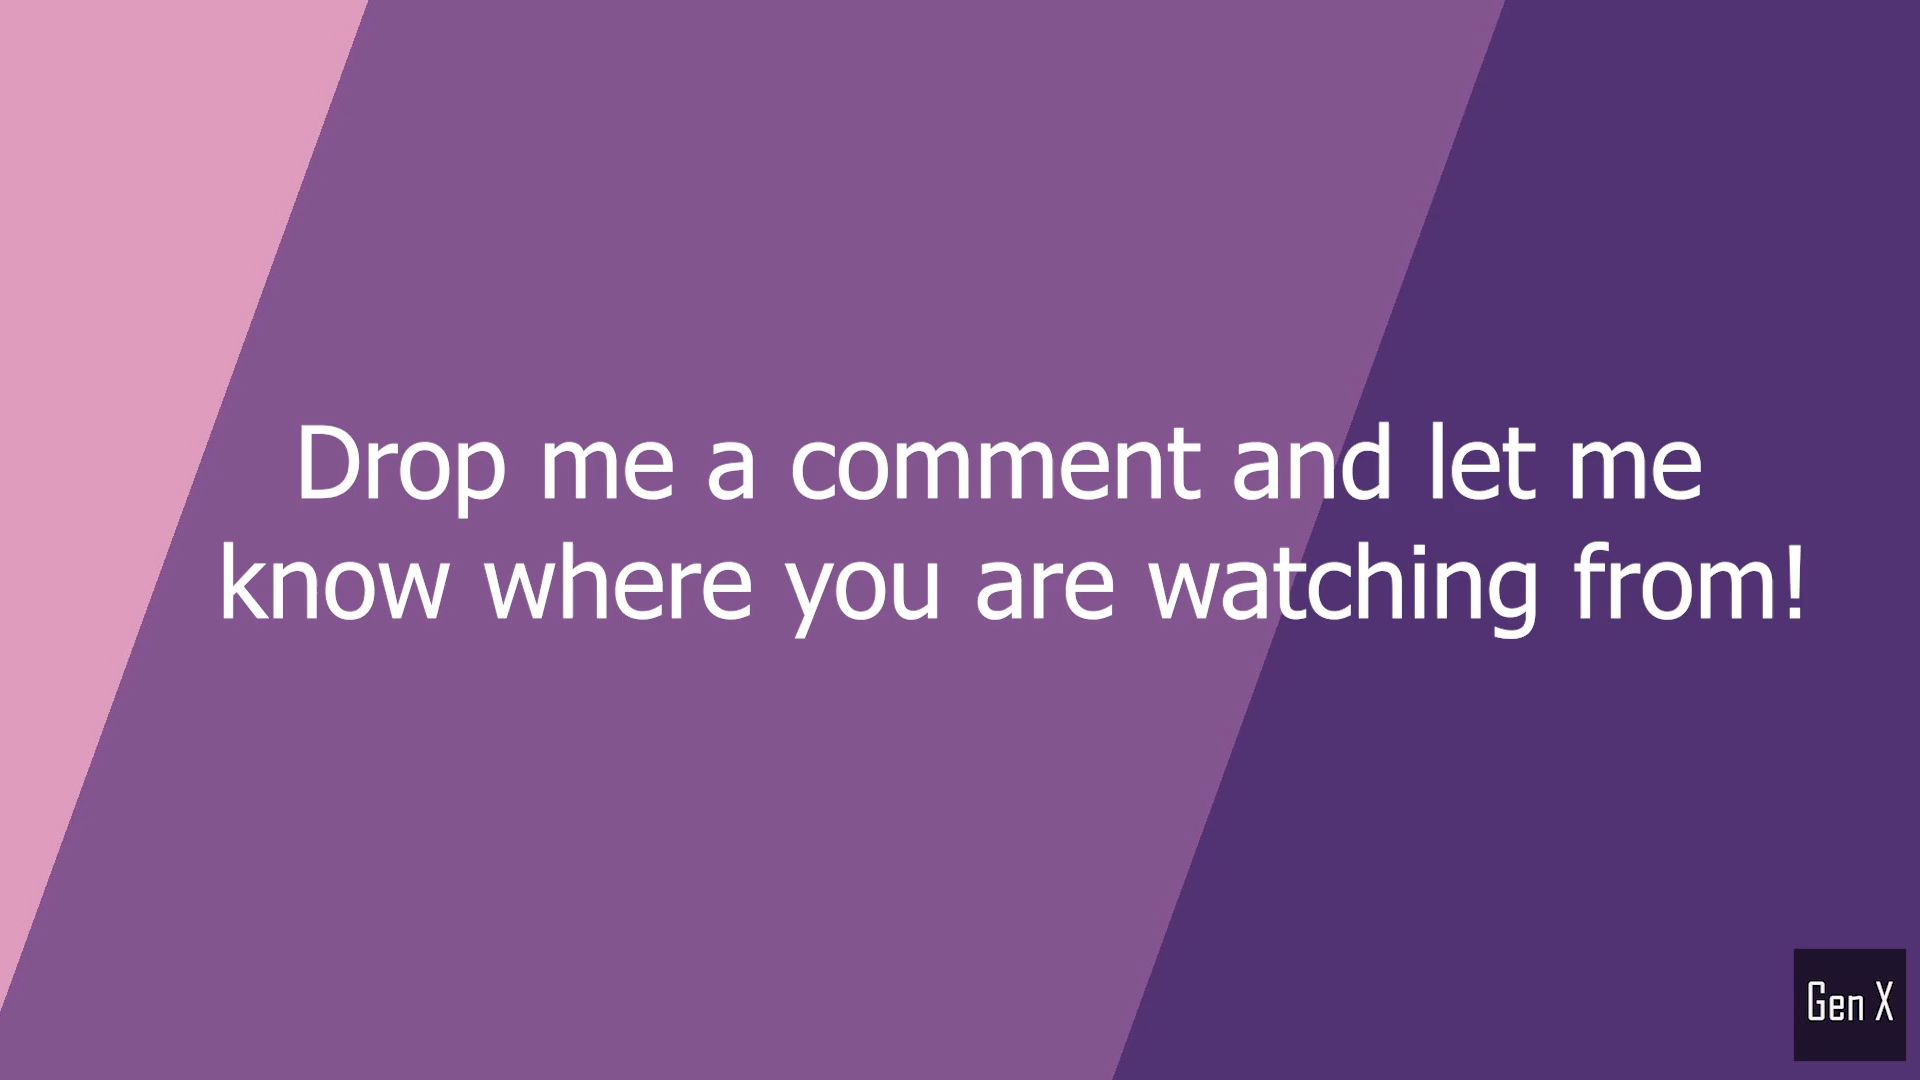 Drop me a comment and let me
know where you are watching from!
Gen X